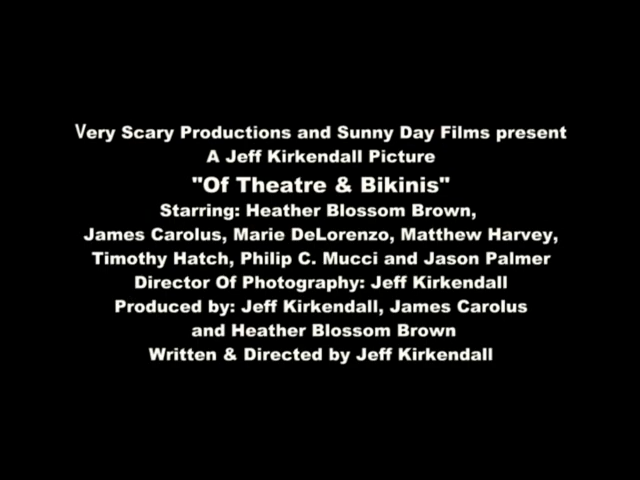 Very Scary Productions and Sunny Day Films present
A Jeff Kirkendall Picture
"Of Theatre & Bikinis"
Starring: Heather Blossom Brown,
James Carolus, Marie DeLorenzo, Matthew Harvey,
Timothy Hatch, Philip C. Mucci and Jason Palmer
Director Of Photography: Jeff Kirkendall
Produced by: Jeff Kirkendall, James Carolus
and Heather Blossom Brown
Written & Directed by Jeff Kirkendall